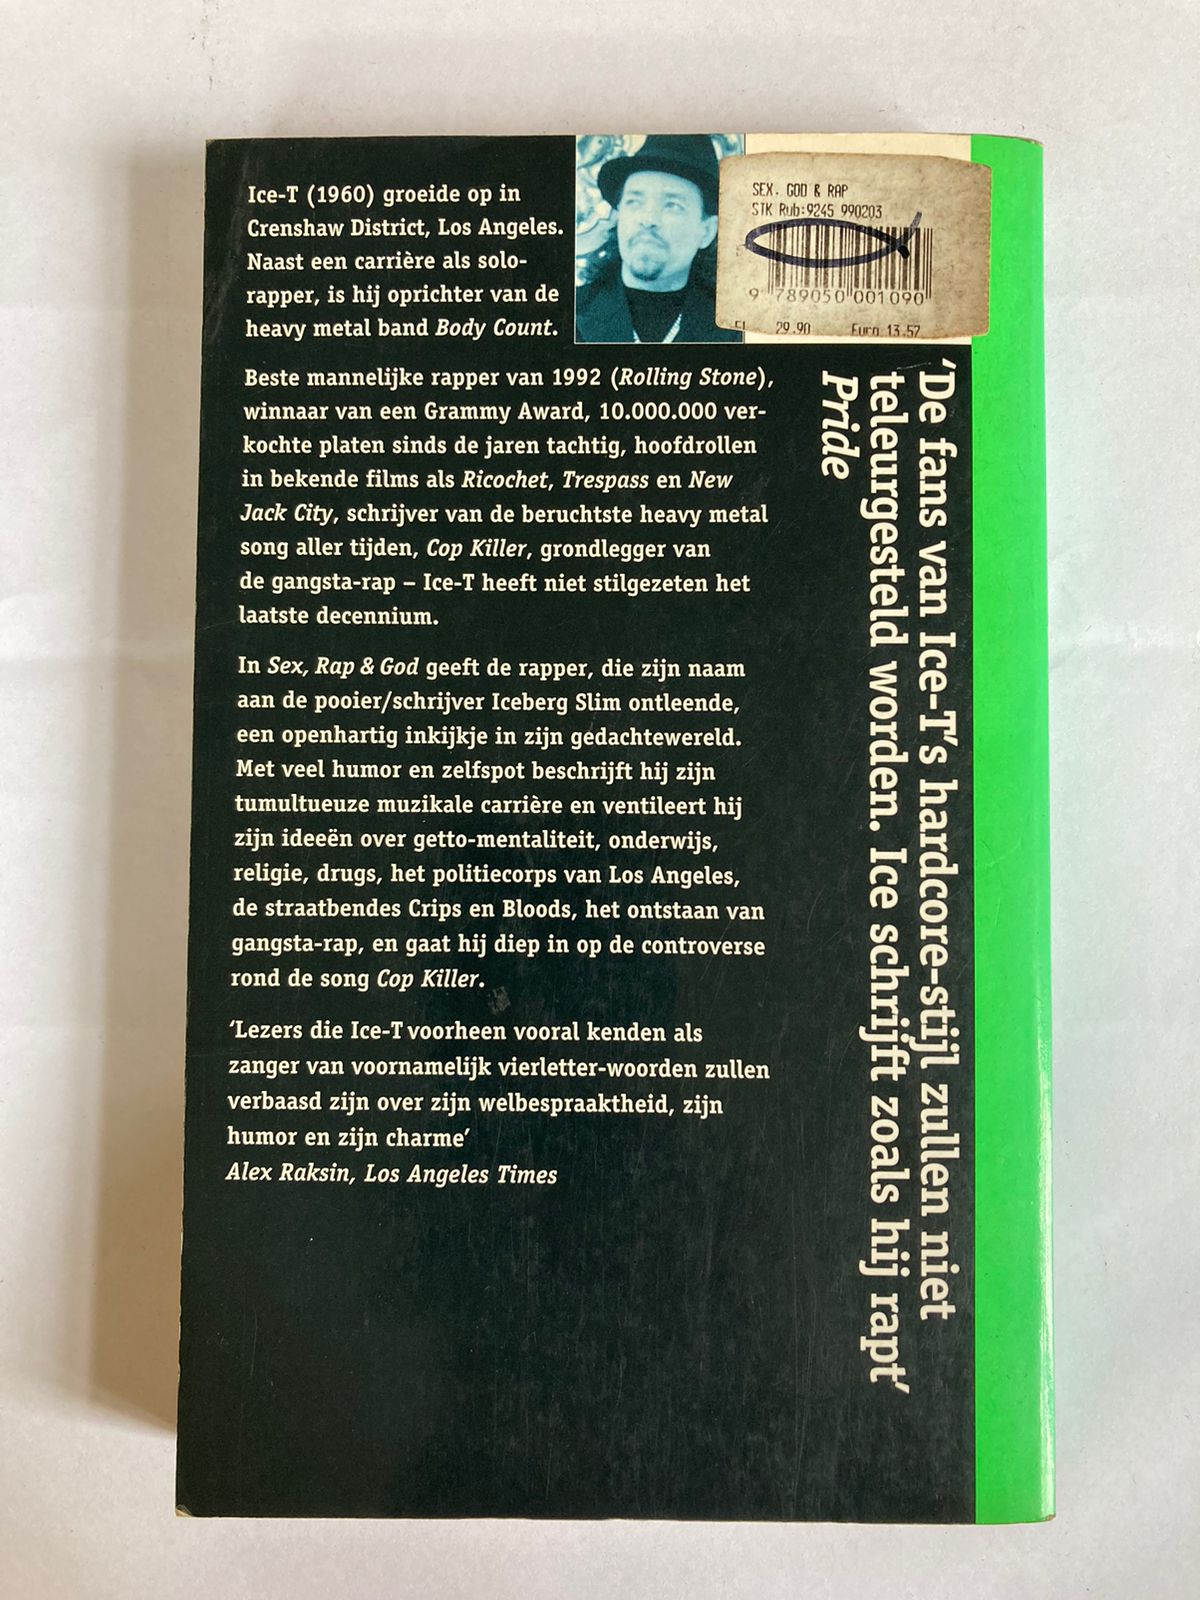 Ice-T (1960) groeide op in
Crenshaw District, Los Angeles.
Naast een carrière als solo-
rapper, is hij oprichter van de
heavy metal band Body Count.
SEX. GOD & RAP
STK Rub:9245 990203
9 789050 001090
Fl 29.90 Euro 13.57
Beste mannelijke rapper van 1992 (Rolling Stone),
winnaar van een Grammy Award, 10.000.000 ver-
kochte platen sinds de jaren tachtig, hoofdrollen
in bekende films als Ricochet, Trespass en New
Jack City, schrijver van de beruchtste heavy metal
song aller tijden, Cop Killer, grondlegger van
de gangsta-rap – Ice-T heeft niet stilgezeten het
laatste decennium.
In Sex, Rap & God geeft de rapper, die zijn naam
aan de pooier/schrijver Iceberg Slim ontleende,
een openhartig inkijkje in zijn gedachtewereld.
Met veel humor en zelfspot beschrijft hij zijn
tumultueuze muzikale carrière en ventileert hij
zijn ideeën over getto-mentaliteit, onderwijs,
religie, drugs, het politiecorps van Los Angeles,
de straatbendes Crips en Bloods, het ontstaan van
gangsta-rap, en gaat hij diep in op de controverse
rond de song Cop Killer.
‘Lezers die Ice-T voorheen vooral kenden als
zanger van voornamelijk vierletter-woorden zullen
verbaasd zijn over zijn welbespraaktheid, zijn
humor en zijn charme’
Alex Raksin, Los Angeles Times
‘De fans van Ice-T’s hardcore-stijl zullen niet
teleurgesteld worden. Ice schrijft zoals hij rapt’
Pride